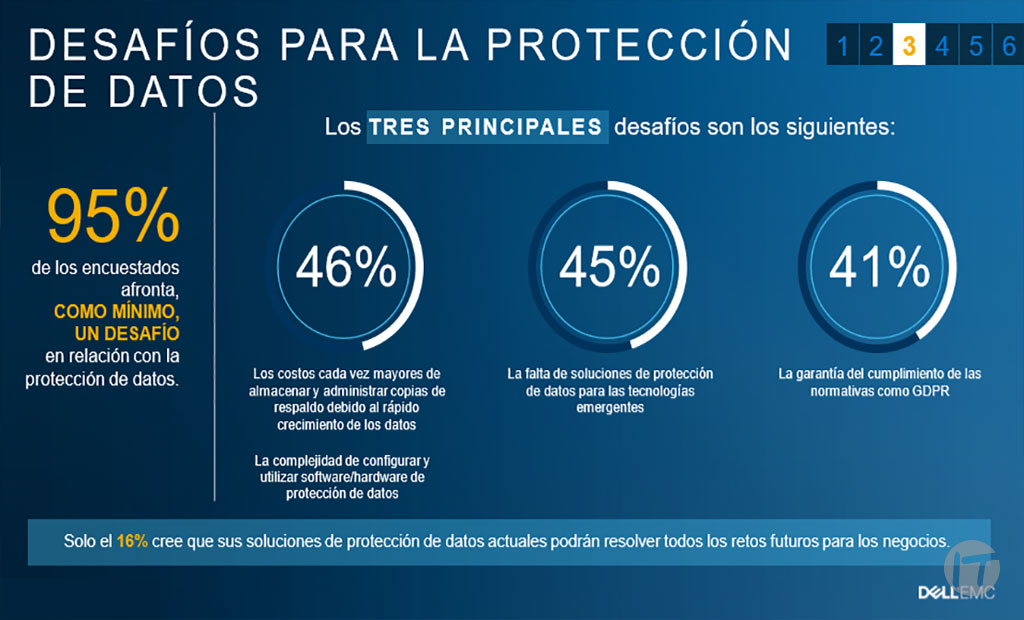 DESAFÍOS PARA LA PROTECCIÓN
DE DATOS
1 2 3 4 5 6
Los TRES PRINCIPALES desafíos son los siguientes:
95%
de los encuestados
afronta,
COMO MÍNIMO,
UN DESAFÍO
en relación con la
protección de datos.
46%
Los costos cada vez mayores de
almacenar y administrar copias de
respaldo debido al rápido
crecimiento de los datos
La complejidad de configurar y
utilizar software/hardware de
protección de datos
45%
La falta de soluciones de protección
de datos para las tecnologías
emergentes
41%
La garantía del cumplimiento de las
normativas como GDPR
Solo el 16% cree que sus soluciones de protección de datos actuales podrán resolver todos los retos futuros para los negocios.
IT
DELLEMC